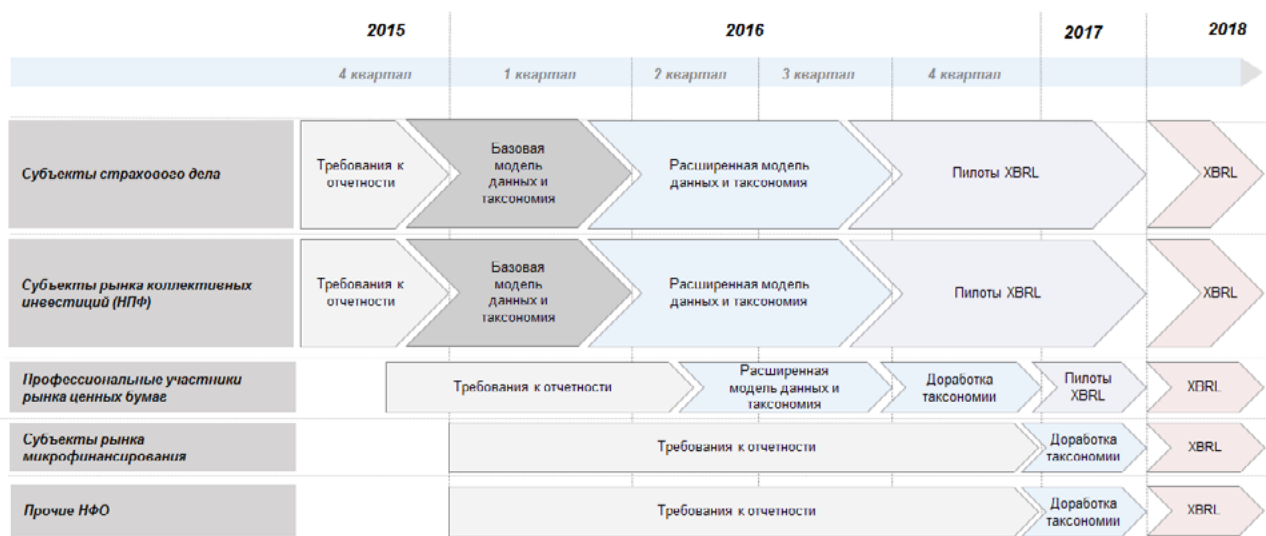 2015
2016
2017
2018
4 квартал
1 квартал
2 квартал
3 квартал
4 квартал
Субъекты страхового дела
Требования к
отчетности
Базовая
модель
данных и
таксономия
Расширенная модель
данных и таксономия
Пилоты XBRL
XBRL
Субъекты рынка коллективных
инвестиций (НПФ)
Требования к
отчетности
Базовая
модель
данных и
таксономия
Расширенная модель
данных и таксономия
Пилоты XBRL
XBRL
Профессиональные участники
рынка ценных бумаг
Требования к отчетности
Расширенная
модель данных и
таксономия
Доработка
таксономии
Пилоты
XBRL
XBRL
Субъекты рынка
микрофинансирования
Требования к отчетности
Доработка
таксономии
XBRL
Прочие НФО
Требования к отчетности
Доработка
таксономии
XBRL